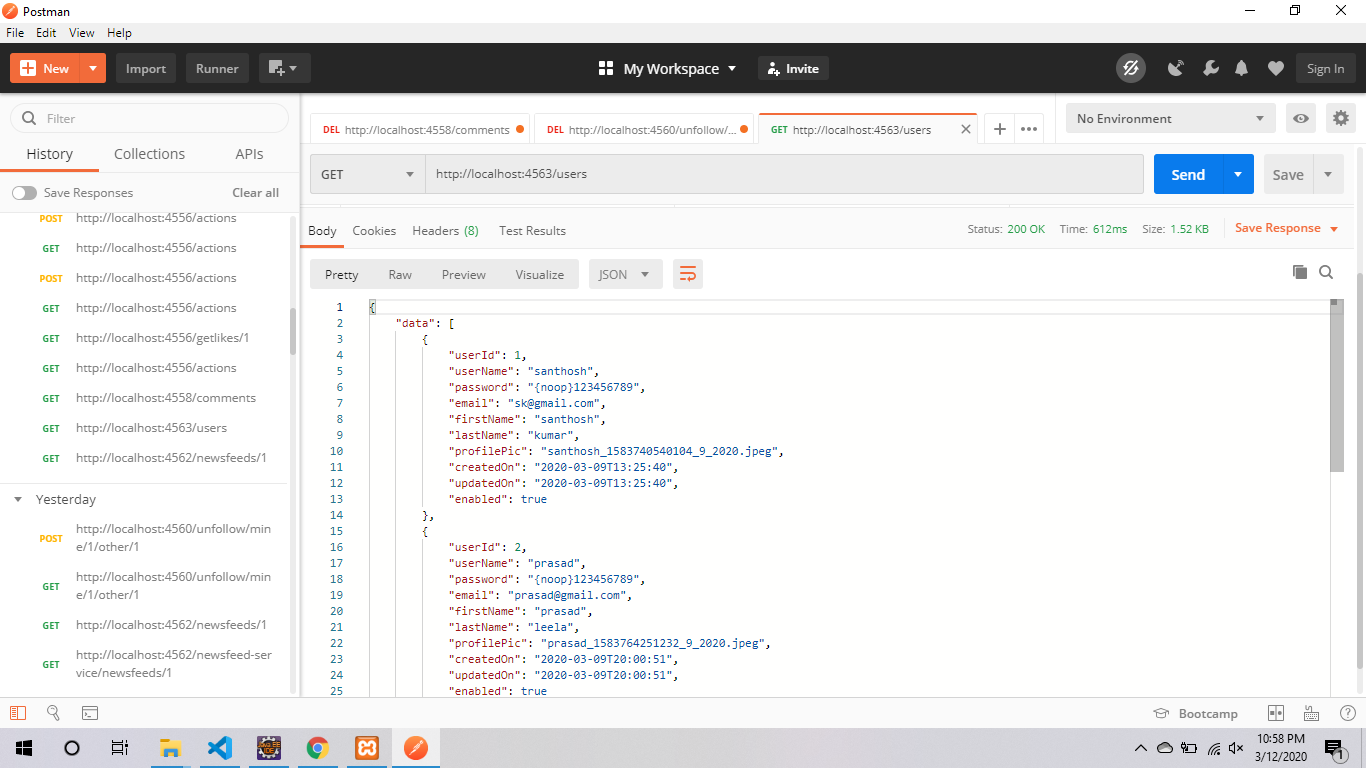 Postman
File Edit View Help
New Import Runner My Workspace Invite Sign In
Filter
History Collections APIs
Save Responses Clear all
POST http://localhost:4556/actions
GET http://localhost:4556/actions
POST http://localhost:4556/actions
GET http://localhost:4556/actions
GET http://localhost:4556/getlikes/1
GET http://localhost:4556/actions
GET http://localhost:4558/comments
GET http://localhost:4563/users
GET http://localhost:4562/newsfeeds/1
Yesterday
POST http://localhost:4560/unfollow/min
e/1/other/1
GET http://localhost:4560/unfollow/min
e/1/other/1
GET http://localhost:4562/newsfeeds/1
GET http://localhost:4562/newsfeed-ser
vice/newsfeeds/1
DEL http://localhost:4558/comments DEL http://localhost:4560/unfollow/... GET http://localhost:4563/users No Environment
GET http://localhost:4563/users Send Save
Body Cookies Headers (8) Test Results Status: 200 OK Time: 612ms Size: 1.52 KB Save Response
Pretty Raw Preview Visualize JSON
1 {
2 "data": [
3 {
4 "userId": 1,
5 "userName": "santhosh",
6 "password": "{noop}123456789",
7 "email": "sk@gmail.com",
8 "firstName": "santhosh",
9 "lastName": "kumar",
10 "profilePic": "santhosh_1583740540104_9_2020.jpeg",
11 "createdOn": "2020-03-09T13:25:40",
12 "updatedOn": "2020-03-09T13:25:40",
13 "enabled": true
14 },
15 {
16 "userId": 2,
17 "userName": "prasad",
18 "password": "{noop}123456789",
19 "email": "prasad@gmail.com",
20 "firstName": "prasad",
21 "lastName": "leela",
22 "profilePic": "prasad_1583764251232_9_2020.jpeg",
23 "createdOn": "2020-03-09T20:00:51",
24 "updatedOn": "2020-03-09T20:00:51",
25 "enabled": true
Bootcamp
10:58 PM
3/12/2020
1